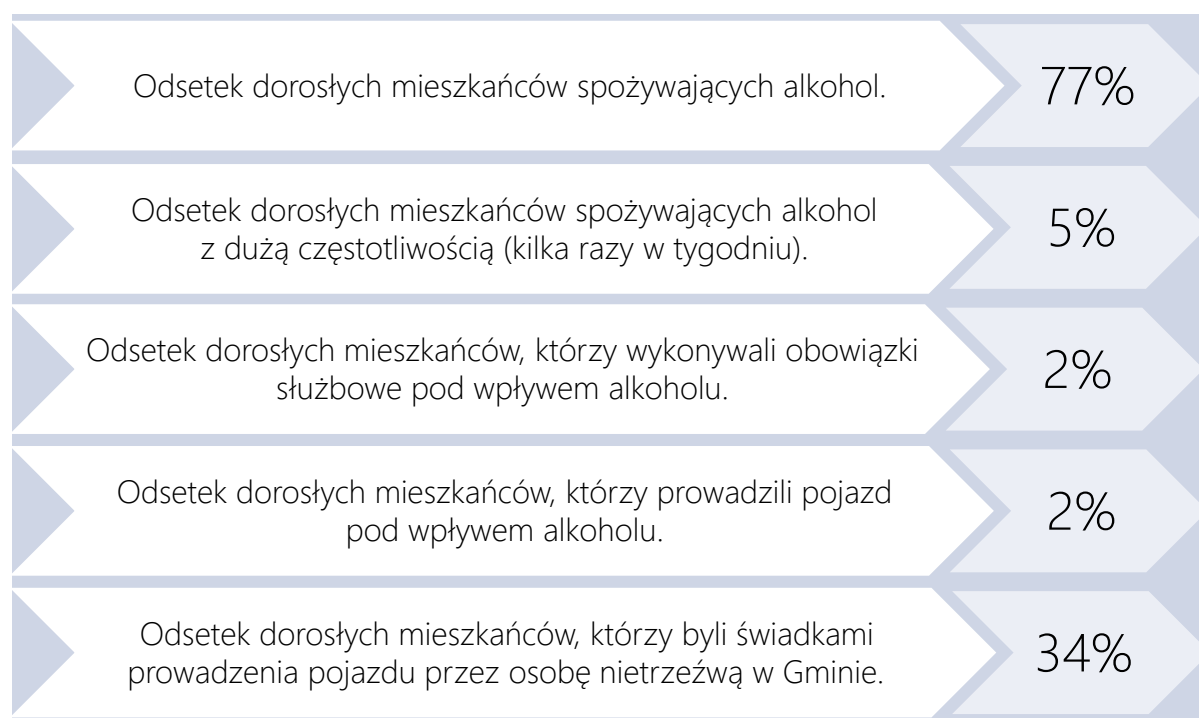 Odsetek dorosłych mieszkańców spożywających alkohol.
77%
Odsetek dorosłych mieszkańców spożywających alkohol
z dużą częstotliwością (kilka razy w tygodniu).
5%
Odsetek dorosłych mieszkańców, którzy wykonywali obowiązki
służbowe pod wpływem alkoholu.
2%
Odsetek dorosłych mieszkańców, którzy prowadzili pojazd
pod wpływem alkoholu.
2%
Odsetek dorosłych mieszkańców, którzy byli świadkami
prowadzenia pojazdu przez osobę nietrzeźwą w Gminie.
34%